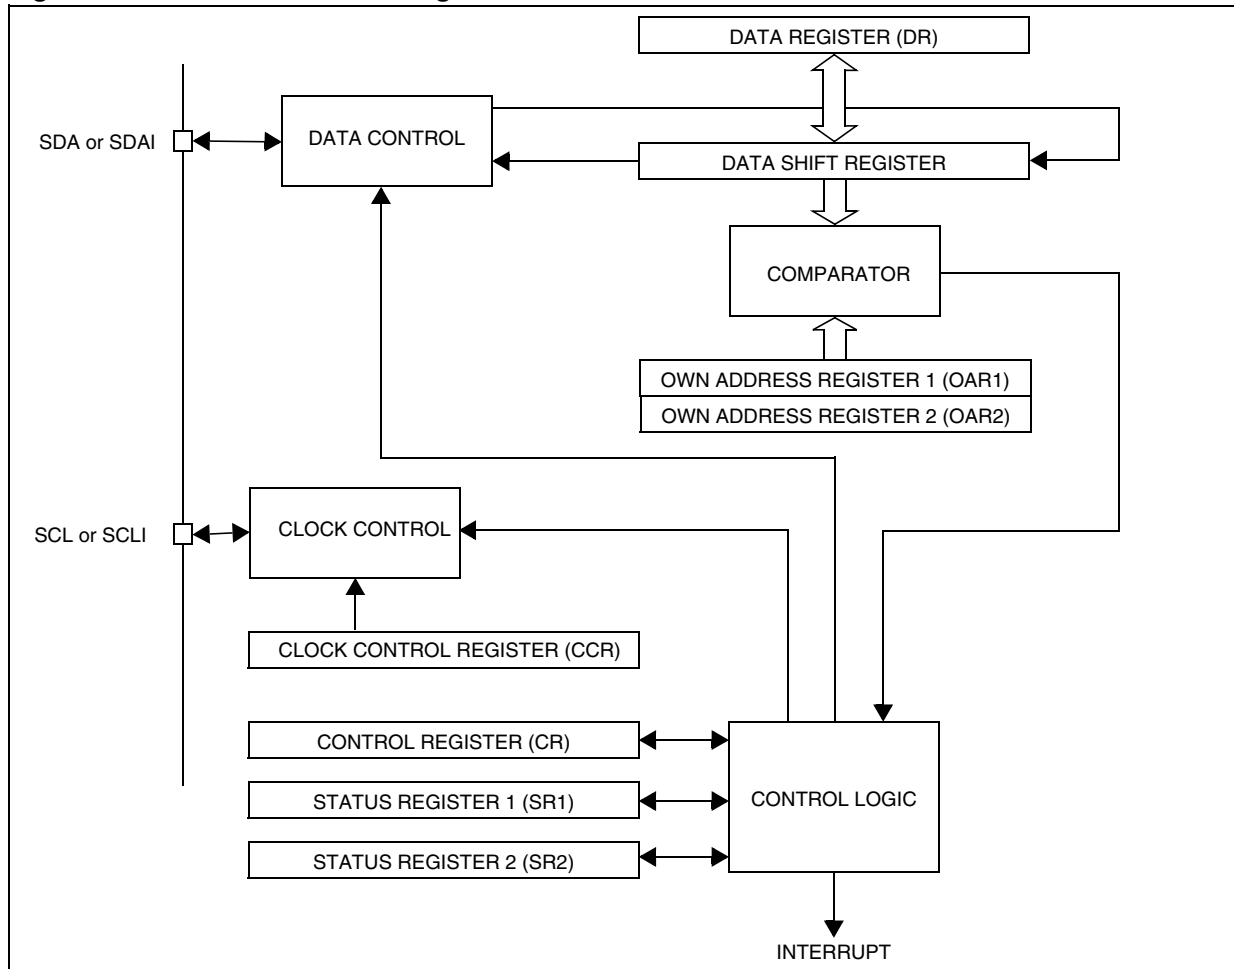 DATA REGISTER (DR)
SDA or SDAI
DATA CONTROL
DATA SHIFT REGISTER
COMPARATOR
OWN ADDRESS REGISTER 1 (OAR1)
OWN ADDRESS REGISTER 2 (OAR2)
SCL or SCLI
CLOCK CONTROL
CLOCK CONTROL REGISTER (CCR)
CONTROL REGISTER (CR)
STATUS REGISTER 1 (SR1)
CONTROL LOGIC
STATUS REGISTER 2 (SR2)
INTERRUPT